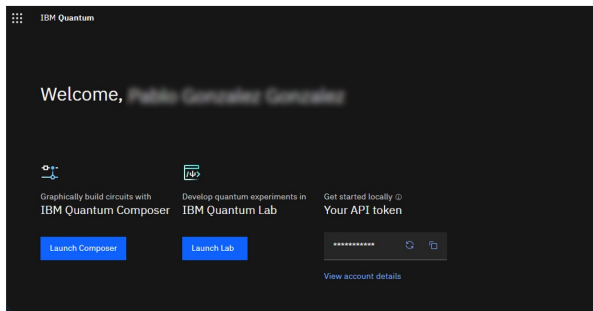 IBM Quantum
Welcome,
Graphically build circuits with
IBM Quantum Composer
Launch Composer
Develop quantum experiments in
IBM Quantum Lab
Launch Lab
Get started locally
Your API token
***********
View account details